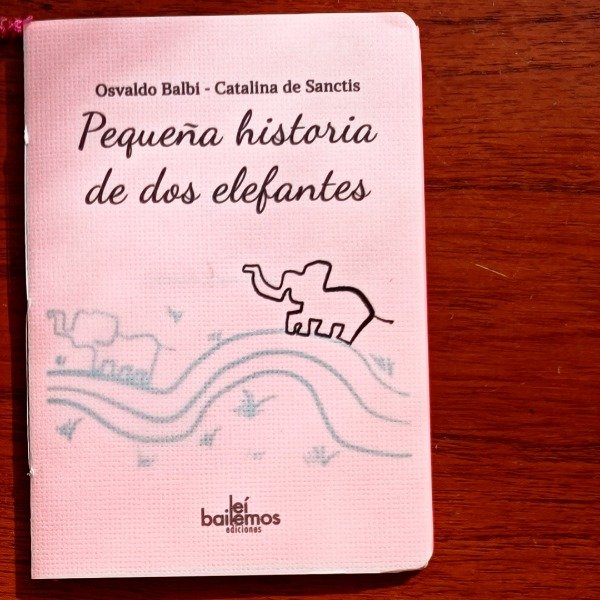 Osvaldo Balbi - Catalina de Sanctis
Pequeña historia
de dos elefantes
leí
bailemos
ediciones